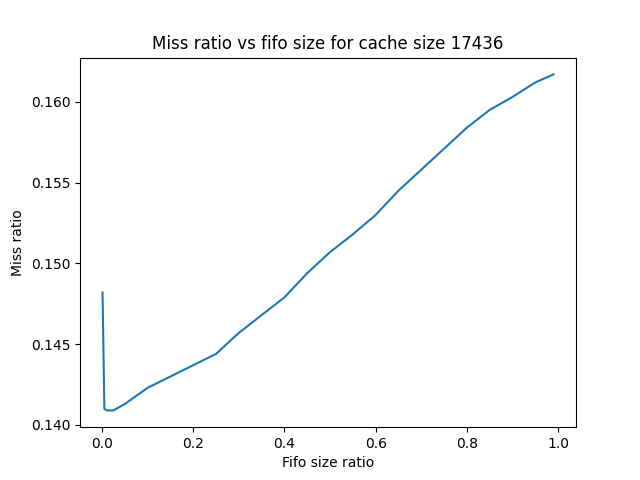 Miss ratio vs fifo size for cache size 17436
0.160
0.155
0.150
0.145
0.140
Miss ratio
0.0 0.2 0.4 0.6 0.8 1.0
Fifo size ratio